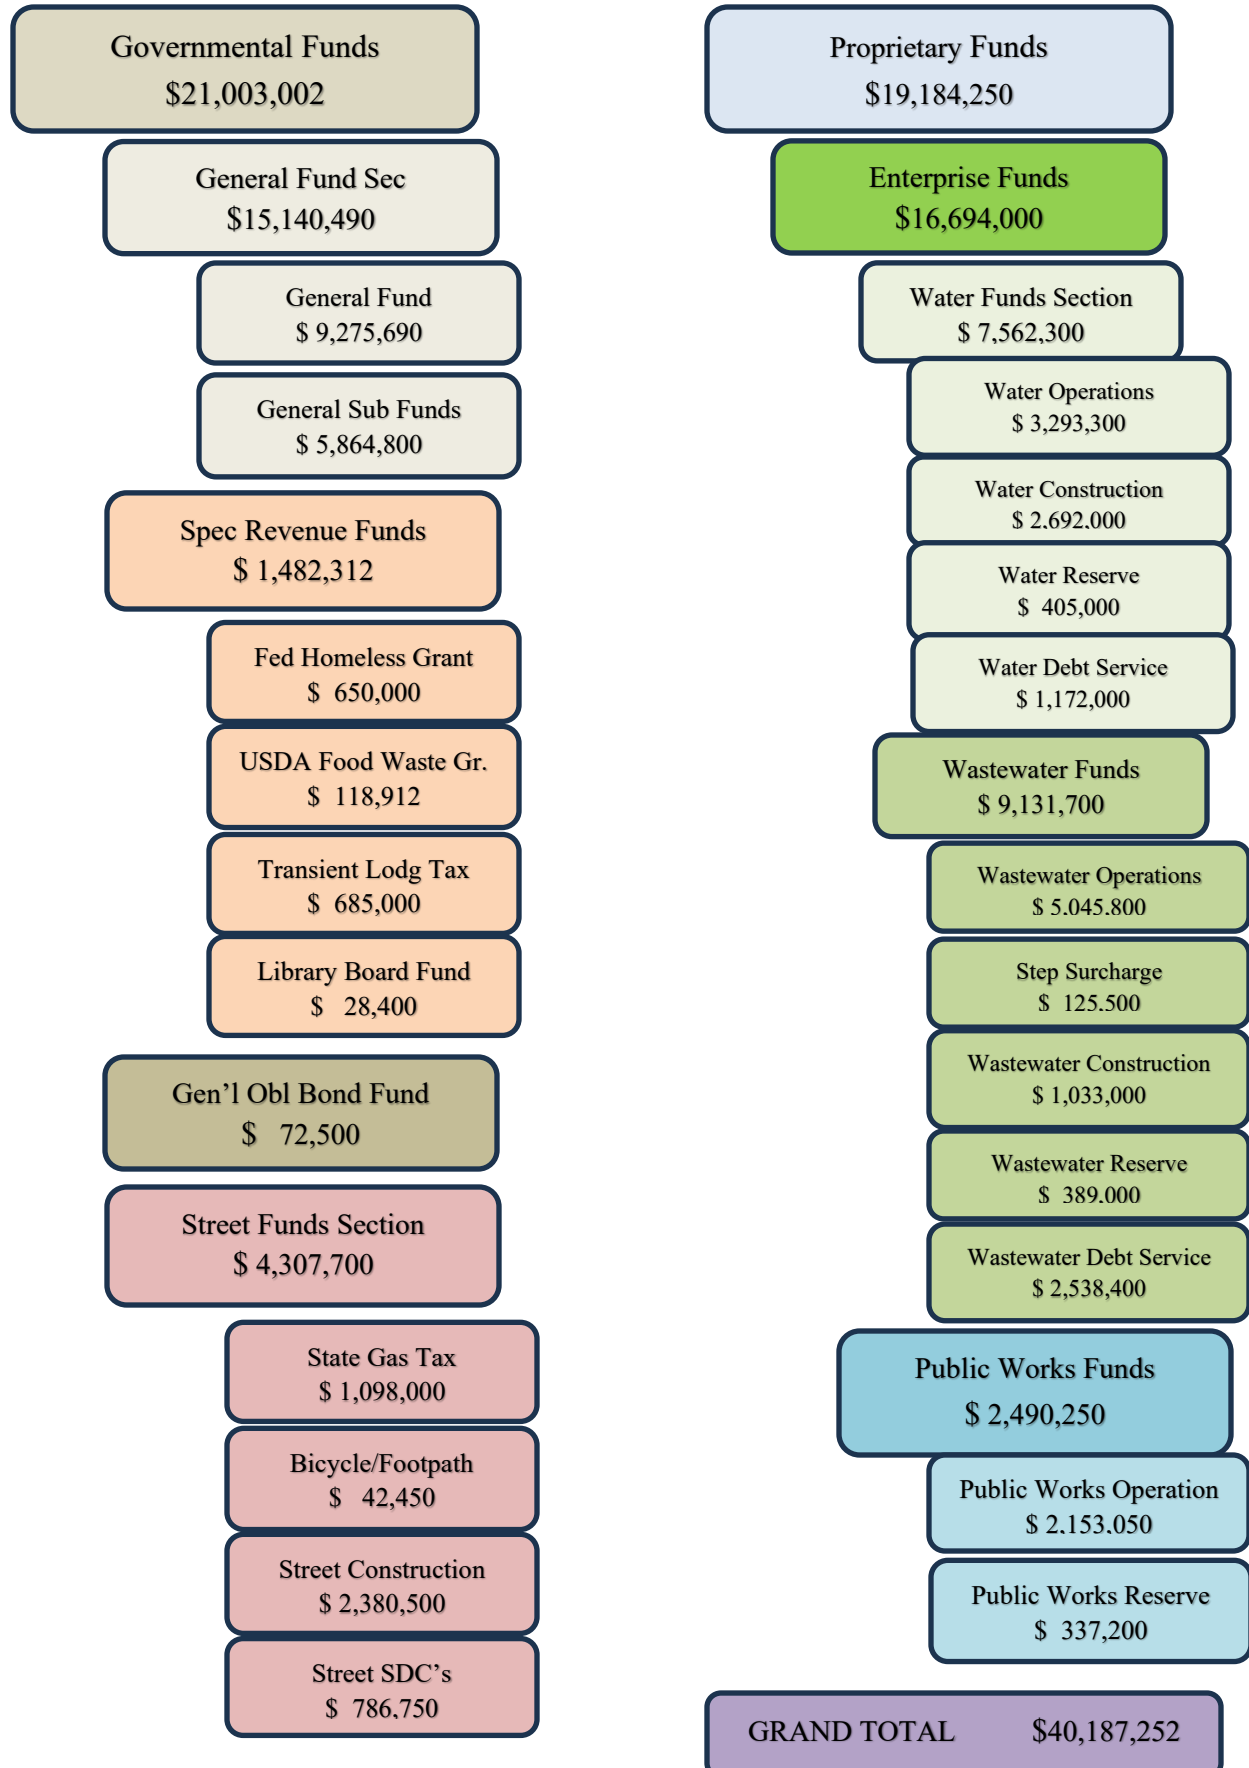 Governmental Funds
$21,003,002
General Fund Sec
$15,140,490
General Fund
$ 9,275,690
General Sub Funds
$ 5,864,800
Spec Revenue Funds
$ 1,482,312
Fed Homeless Grant
$ 650,000
USDA Food Waste Gr.
$ 118,912
Transient Lodg Tax
$ 685,000
Library Board Fund
$ 28,400
Gen’l Obl Bond Fund
$ 72,500
Street Funds Section
$ 4,307,700
State Gas Tax
$ 1,098,000
Bicycle/Footpath
$ 42,450
Street Construction
$ 2,380,500
Street SDC’s
$ 786,750
Proprietary Funds
$19,184,250
Enterprise Funds
$16,694,000
Water Funds Section
$ 7,562,300
Water Operations
$ 3,293,300
Water Construction
$ 2,692,000
Water Reserve
$ 405,000
Water Debt Service
$ 1,172,000
Wastewater Funds
$ 9,131,700
Wastewater Operations
$ 5,045,800
Step Surcharge
$ 125,500
Wastewater Construction
$ 1,033,000
Wastewater Reserve
$ 389,000
Wastewater Debt Service
$ 2,538,400
Public Works Funds
$ 2,490,250
Public Works Operation
$ 2,153,050
Public Works Reserve
$ 337,200
GRAND TOTAL $40,187,252